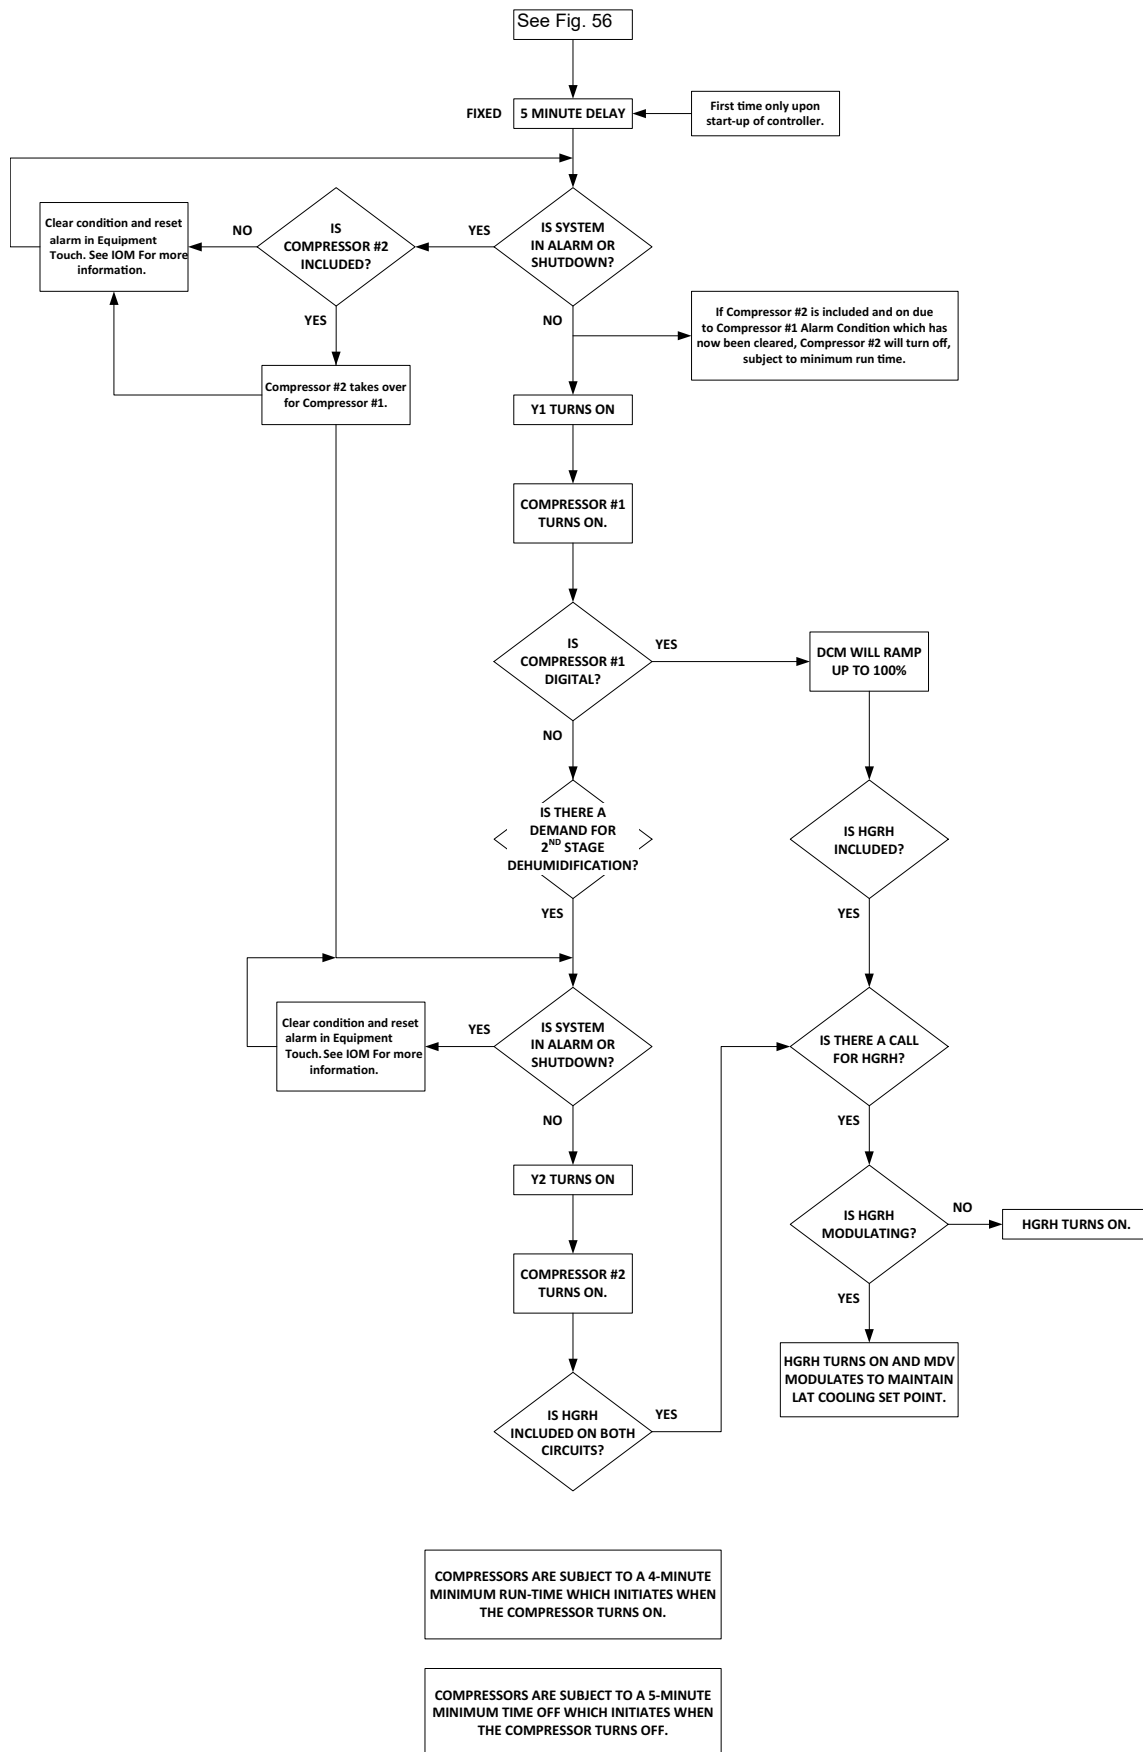 See Fig. 56
FIXED
5 MINUTE DELAY
First time only upon
start-up of controller.
Clear condition and reset
alarm in Equipment
Touch. See IOM For more
information.
NO
IS
COMPRESSOR #2
INCLUDED?
YES
IS SYSTEM
IN ALARM OR
SHUTDOWN?
YES
NO
If Compressor #2 is included and on due
to Compressor #1 Alarm Condition which has
now been cleared, Compressor #2 will turn off,
subject to minimum run time.
Compressor #2 takes over
for Compressor #1.
Y1 TURNS ON
COMPRESSOR #1
TURNS ON.
IS
COMPRESSOR #1
DIGITAL?
YES
DCM WILL RAMP
UP TO 100%
NO
IS THERE A
DEMAND FOR
2ND STAGE
DEHUMIDIFICATION?
IS HGRH
INCLUDED?
YES
YES
Clear condition and reset
alarm in Equipment
Touch. See IOM For more
information.
YES
IS SYSTEM
IN ALARM OR
SHUTDOWN?
IS THERE A CALL
FOR HGRH?
NO
YES
Y2 TURNS ON
IS HGRH
MODULATING?
NO
HGRH TURNS ON.
COMPRESSOR #2
TURNS ON.
YES
HGRH TURNS ON AND MDV
MODULATES TO MAINTAIN
LAT COOLING SET POINT.
IS HGRH
INCLUDED ON BOTH
CIRCUITS?
YES
COMPRESSORS ARE SUBJECT TO A 4-MINUTE
MINIMUM RUN-TIME WHICH INITIATES WHEN
THE COMPRESSOR TURNS ON.
COMPRESSORS ARE SUBJECT TO A 5-MINUTE
MINIMUM TIME OFF WHICH INITIATES WHEN
THE COMPRESSOR TURNS OFF.